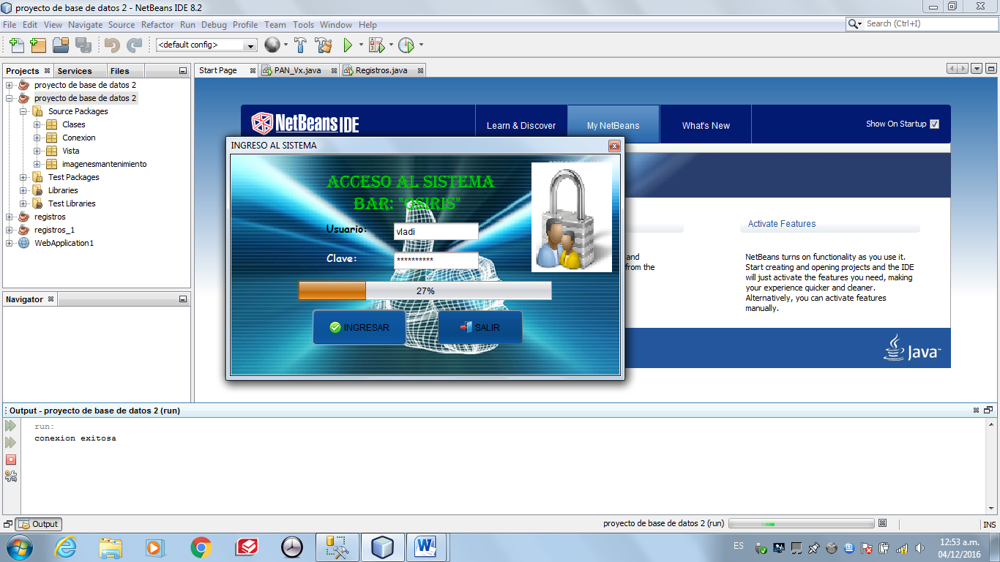 proyecto de base de datos 2 - NetBeans IDE 8.2
File Edit View Navigate Source Refactor Run Debug Profile Team Tools Window Help
Search (Ctrl+I)
<default config>
Projects Services Files
Start Page PAN_Vx.java Registros.java
proyecto de base de datos 2
proyecto de base de datos 2
Source Packages
Clases
Conexion
Vista
imagenesmantenimiento
Test Packages
Libraries
Test Libraries
registros
registros_1
WebApplication1
Navigator
NetBeans IDE
Learn & Discover
My NetBeans
What's New
Show On Startup
INGRESO AL SISTEMA
ACCESO AL SISTEMA
BAR: "OSIRIS"
Usuario:
vladi
Clave:
**********
27%
INGRESAR
SALIR
and
from the
Activate Features
NetBeans turns on functionality as you use it.
Start creating and opening projects and the IDE
will just activate the features you need, making
your experience quicker and cleaner.
Alternatively, you can activate features
manually.
Java™
Output - proyecto de base de datos 2 (run)
run:
conexion exitosa
Output
proyecto de base de datos 2 (run)
INS
ES
12:53 a.m.
04/12/2016